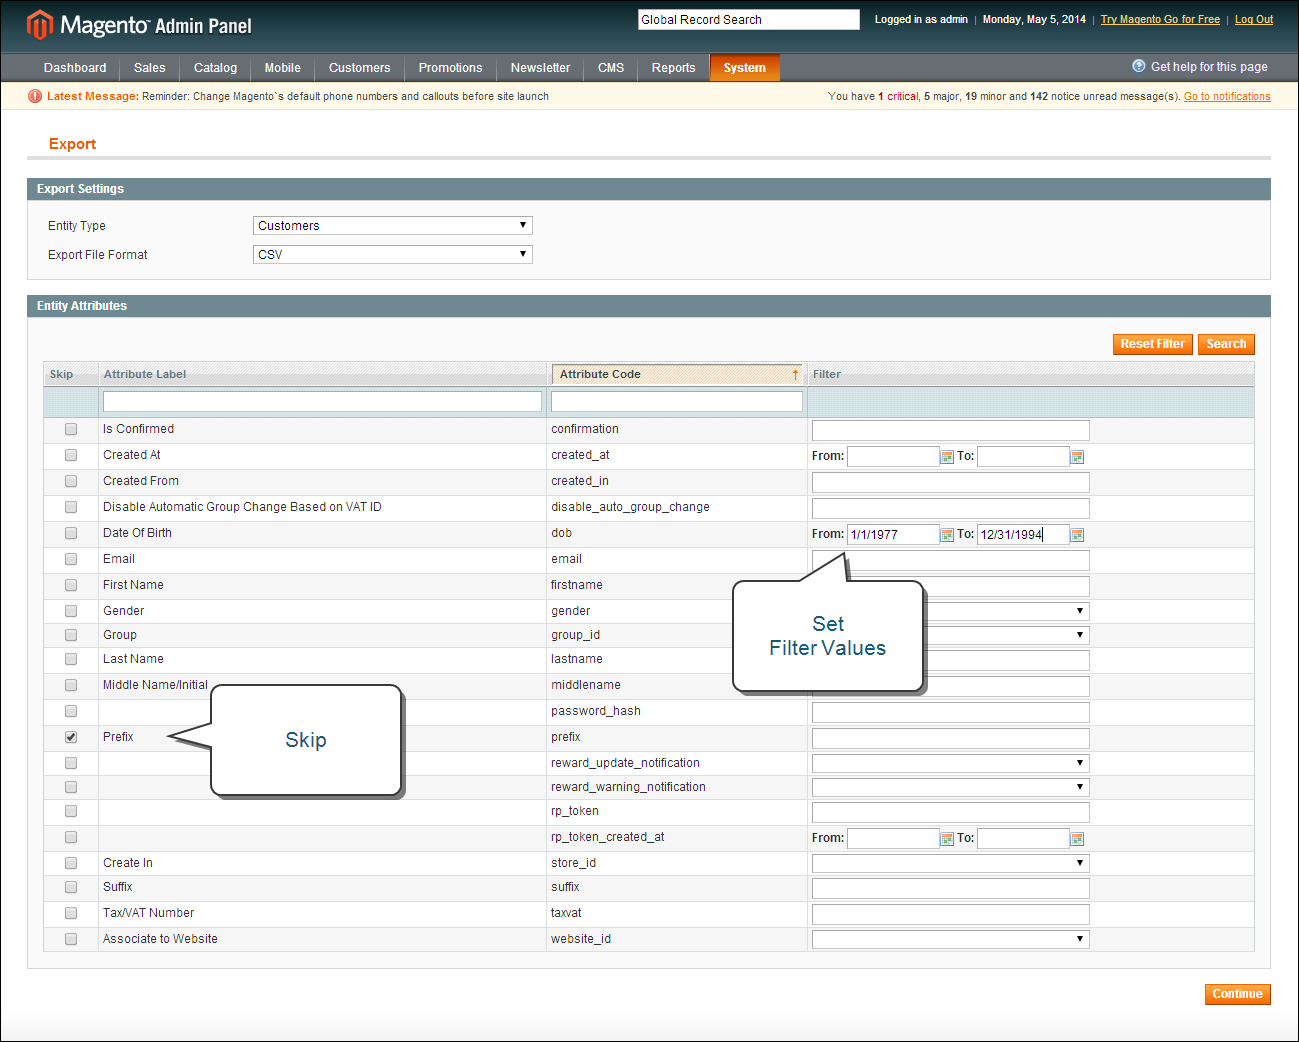 Magento™ Admin Panel
Global Record Search
Logged in as admin | Monday, May 5, 2014 | Try Magento Go for Free | Log Out
Dashboard Sales Catalog Mobile Customers Promotions Newsletter CMS Reports System
Get help for this page
Latest Message: Reminder: Change Magento`s default phone numbers and callouts before site launch
You have 1 critical, 5 major, 19 minor and 142 notice unread message(s). Go to notifications
Export
Export Settings
Entity Type Customers
Export File Format CSV
Entity Attributes
Reset Filter Search
Skip Attribute Label Attribute Code Filter
Is Confirmed confirmation
Created At created_at From: To:
Created From created_in
Disable Automatic Group Change Based on VAT ID disable_auto_group_change
Date Of Birth dob From: 1/1/1977 To: 12/31/1994
Email email
First Name firstname
Gender gender
Group group_id
Last Name lastname
Set
Filter Values
Middle Name/Initial middlename
password_hash
Prefix prefix
Skip
reward_update_notification
reward_warning_notification
rp_token
rp_token_created_at From: To:
Create In store_id
Suffix suffix
Tax/VAT Number taxvat
Associate to Website website_id
Continue